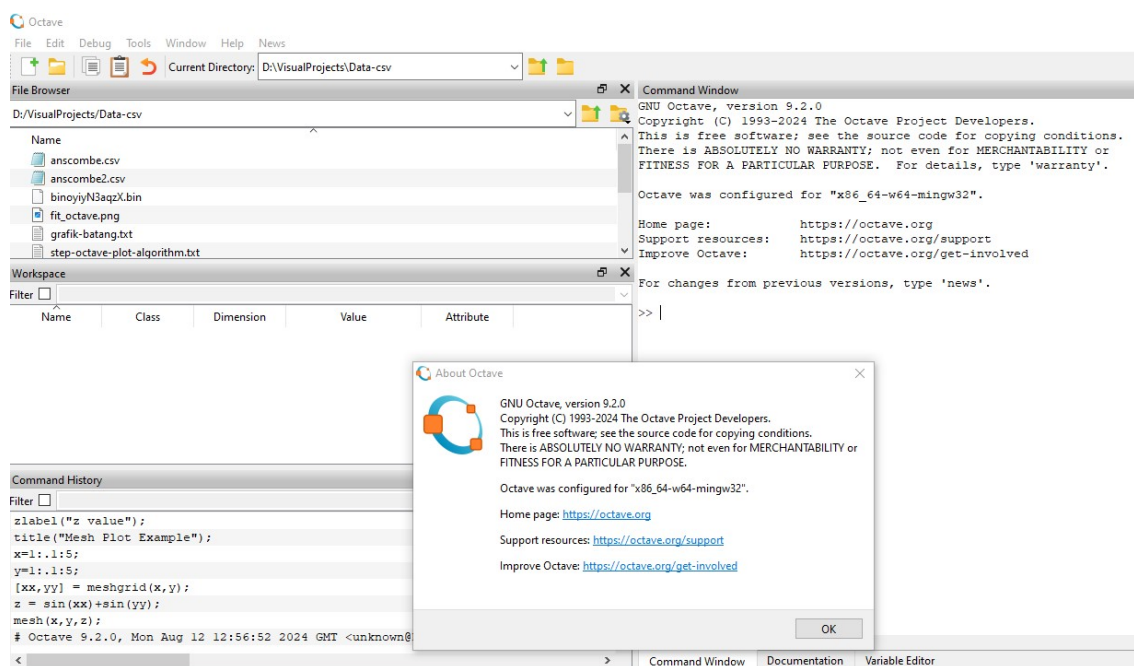 Octave
File Edit Debug Tools Window Help News
Current Directory: D:\VisualProjects\Data-csv
File Browser
D:/VisualProjects/Data-csv
Name
anscombe.csv
anscombe2.csv
binoyiyN3aqzX.bin
fit_octave.png
grafik-batang.txt
step-octave-plot-algorithm.txt
Workspace
Filter
Name Class Dimension Value Attribute
Command History
Filter
zlabel("z value");
title("Mesh Plot Example");
x=1:.1:5;
y=1:.1:5;
[xx,yy] = meshgrid(x,y);
z = sin(xx)+sin(yy);
mesh(x,y,z);
# Octave 9.2.0, Mon Aug 12 12:56:52 2024 GMT <unknown@
Command Window
GNU Octave, version 9.2.0
Copyright (C) 1993-2024 The Octave Project Developers.
This is free software; see the source code for copying conditions.
There is ABSOLUTELY NO WARRANTY; not even for MERCHANTABILITY or
FITNESS FOR A PARTICULAR PURPOSE. For details, type 'warranty'.
Octave was configured for "x86_64-w64-mingw32".
Home page: https://octave.org
Support resources: https://octave.org/support
Improve Octave: https://octave.org/get-involved
For changes from previous versions, type 'news'.
>>
About Octave
GNU Octave, version 9.2.0
Copyright (C) 1993-2024 The Octave Project Developers.
This is free software; see the source code for copying conditions.
There is ABSOLUTELY NO WARRANTY; not even for MERCHANTABILITY or
FITNESS FOR A PARTICULAR PURPOSE.
Octave was configured for "x86_64-w64-mingw32".
Home page: https://octave.org
Support resources: https://octave.org/support
Improve Octave: https://octave.org/get-involved
OK
Command Window Documentation Variable Editor